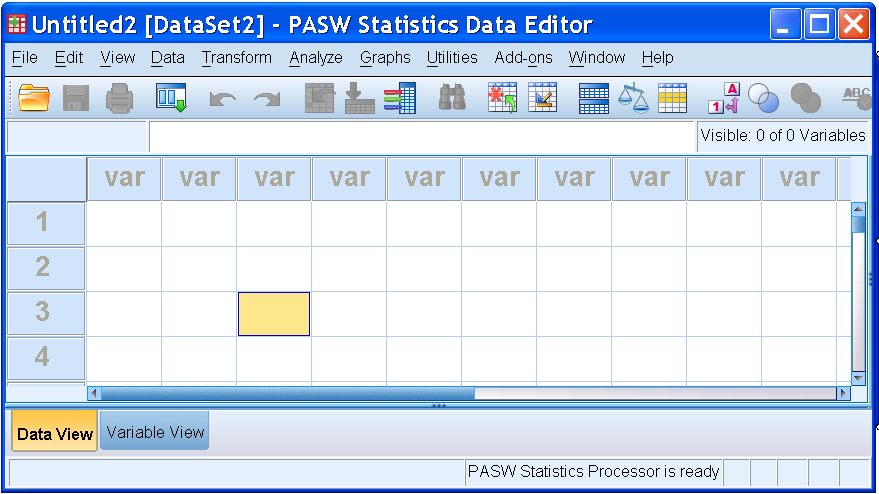 Untitled2 [DataSet2] - PASW Statistics Data Editor
File Edit View Data Transform Analyze Graphs Utilities Add-ons Window Help
A
1
ABC
Visible: 0 of 0 Variables
var var var var var var var var var var
1
2
3
4
Data View Variable View
PASW Statistics Processor is ready